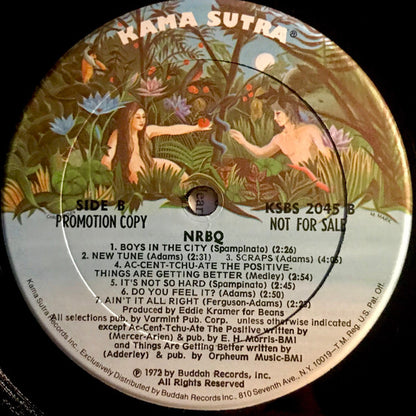 KAMA SUTRA®
SIDE B
PROMOTION COPY
KSBS 2045 B
NOT FOR SALE
M. MARK
NRBQ
1. BOYS IN THE CITY (Spampinato) (2:26)
2. NEW TUNE (Adams) (2:32) 3. SCRAPS (Adams) (4:05)
4. AC-CENT-TCHU-ATE THE POSITIVE-
THINGS ARE GETTING BETTER (Medley) (2:54)
5. IT'S NOT SO HARD (Spampinato) (2:45)
6. DO YOU FEEL IT? (Adams) (2:50)
7. AIN'T IT ALL RIGHT (Ferguson-Adams) (2:28)
Produced by Eddie Kramer for Beans
All selections pub. by Varmint Pub. Corp. unless otherwise indicated
except Ac-Cent-Tchu-Ate The Positive written by
(Mercer-Arlen) and pub. by E. H. Morris-BMI
and Things Are Getting Better written by
(Adderley) & pub. by Orpheum Music-BMI
℗ 1972 by Buddah Records, Inc.
All Rights Reserved
Kama Sutra Records Inc. Exclusively Distributed by Buddah Records Inc. 810 Seventh Ave., N.Y. 10019-T.M. Reg. U.S. Pat. Off.